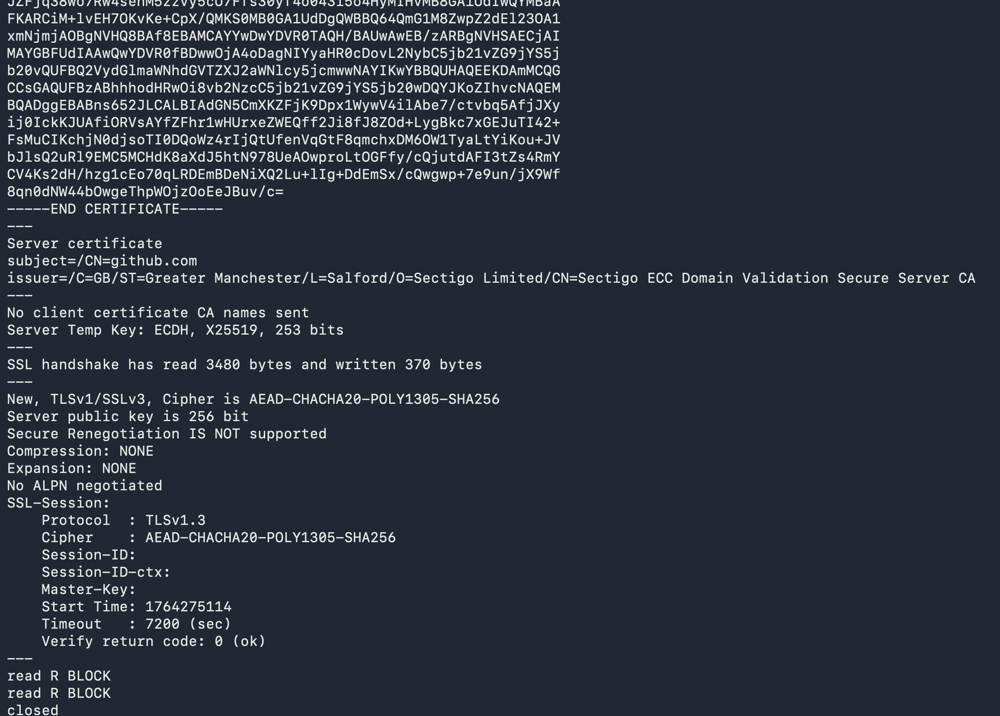 FKARCiM+lvEH7OKvKe+CpX/QMKS0MB0GA1UdDgQWBBQ64QmG1M8ZwpZ2dEl23OA1
xmNjmjAOBgNVHQ8BAf8EBAMCAYYwDwYDVR0TAQH/BAUwAwEB/zARBgNVHSAECjAI
MAYGBFUdIAAwQwYDVR0fBDwwOjA4oDagNIYyaHR0cDovL2NybC5jb21vZG9jYS5j
b20vQUFBQ2VydGlmaWNhdGVTZXJ2aWNlcy5jcmwwNAYIKwYBBQUHAQEEKDAmMCQG
CCsGAQUFBzABhhhodHRwOi8vb2NzcC5jb21vZG9jYS5jb20wDQYJKoZIhvcNAQEM
BQADggEBABns652JLCALBIAdGN5CmXKZFjK9Dpx1WywV4ilAbe7/ctvbq5AfjJXy
ij0IckKJUAfiORVsAYfZFhr1wHUrxeZWEQff2Ji8fJ8ZOd+LygBkc7xGEJuTI42+
FsMuCIKchjN0djsoTI0DQoWz4rIjQtUfenVqGtF8qmchxDM6OW1TyaLtYiKou+JV
bJlsQ2uRl9EMC5MCHdK8aXdJ5htN978UeAOwproLtOGFfy/cQjutdAFI3tZs4RmY
CV4Ks2dH/hzg1cEo70qLRDEmBDeNiXQ2Lu+lIg+DdEmSx/cQwgwp+7e9un/jX9Wf
8qn0dNW44bOwgeThpWOjzOoEeJBuv/c=
-----END CERTIFICATE-----
---
Server certificate
subject=/CN=github.com
issuer=/C=GB/ST=Greater Manchester/L=Salford/O=Sectigo Limited/CN=Sectigo ECC Domain Validation Secure Server CA
---
No client certificate CA names sent
Server Temp Key: ECDH, X25519, 253 bits
---
SSL handshake has read 3480 bytes and written 370 bytes
---
New, TLSv1/SSLv3, Cipher is AEAD-CHACHA20-POLY1305-SHA256
Server public key is 256 bit
Secure Renegotiation IS NOT supported
Compression: NONE
Expansion: NONE
No ALPN negotiated
SSL-Session:
    Protocol  : TLSv1.3
    Cipher    : AEAD-CHACHA20-POLY1305-SHA256
    Session-ID:
    Session-ID-ctx:
    Master-Key:
    Start Time: 1764275114
    Timeout   : 7200 (sec)
    Verify return code: 0 (ok)
---
read R BLOCK
read R BLOCK
closed